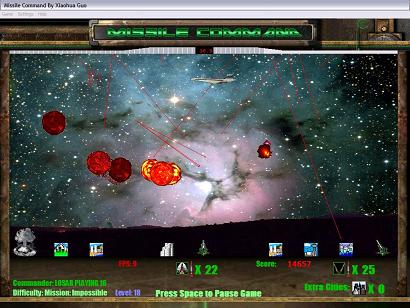 Missile Command By Xiaohua Guo
Game Settings Help
MISSILE COMMAND
FPS: 9
X 22
Score: 14657
X 25
Commander: LOSAR PLAYING 16
Extra Cities: X 0
Difficulty: Mission: Impossible Level: 18
Press Space to Pause Game